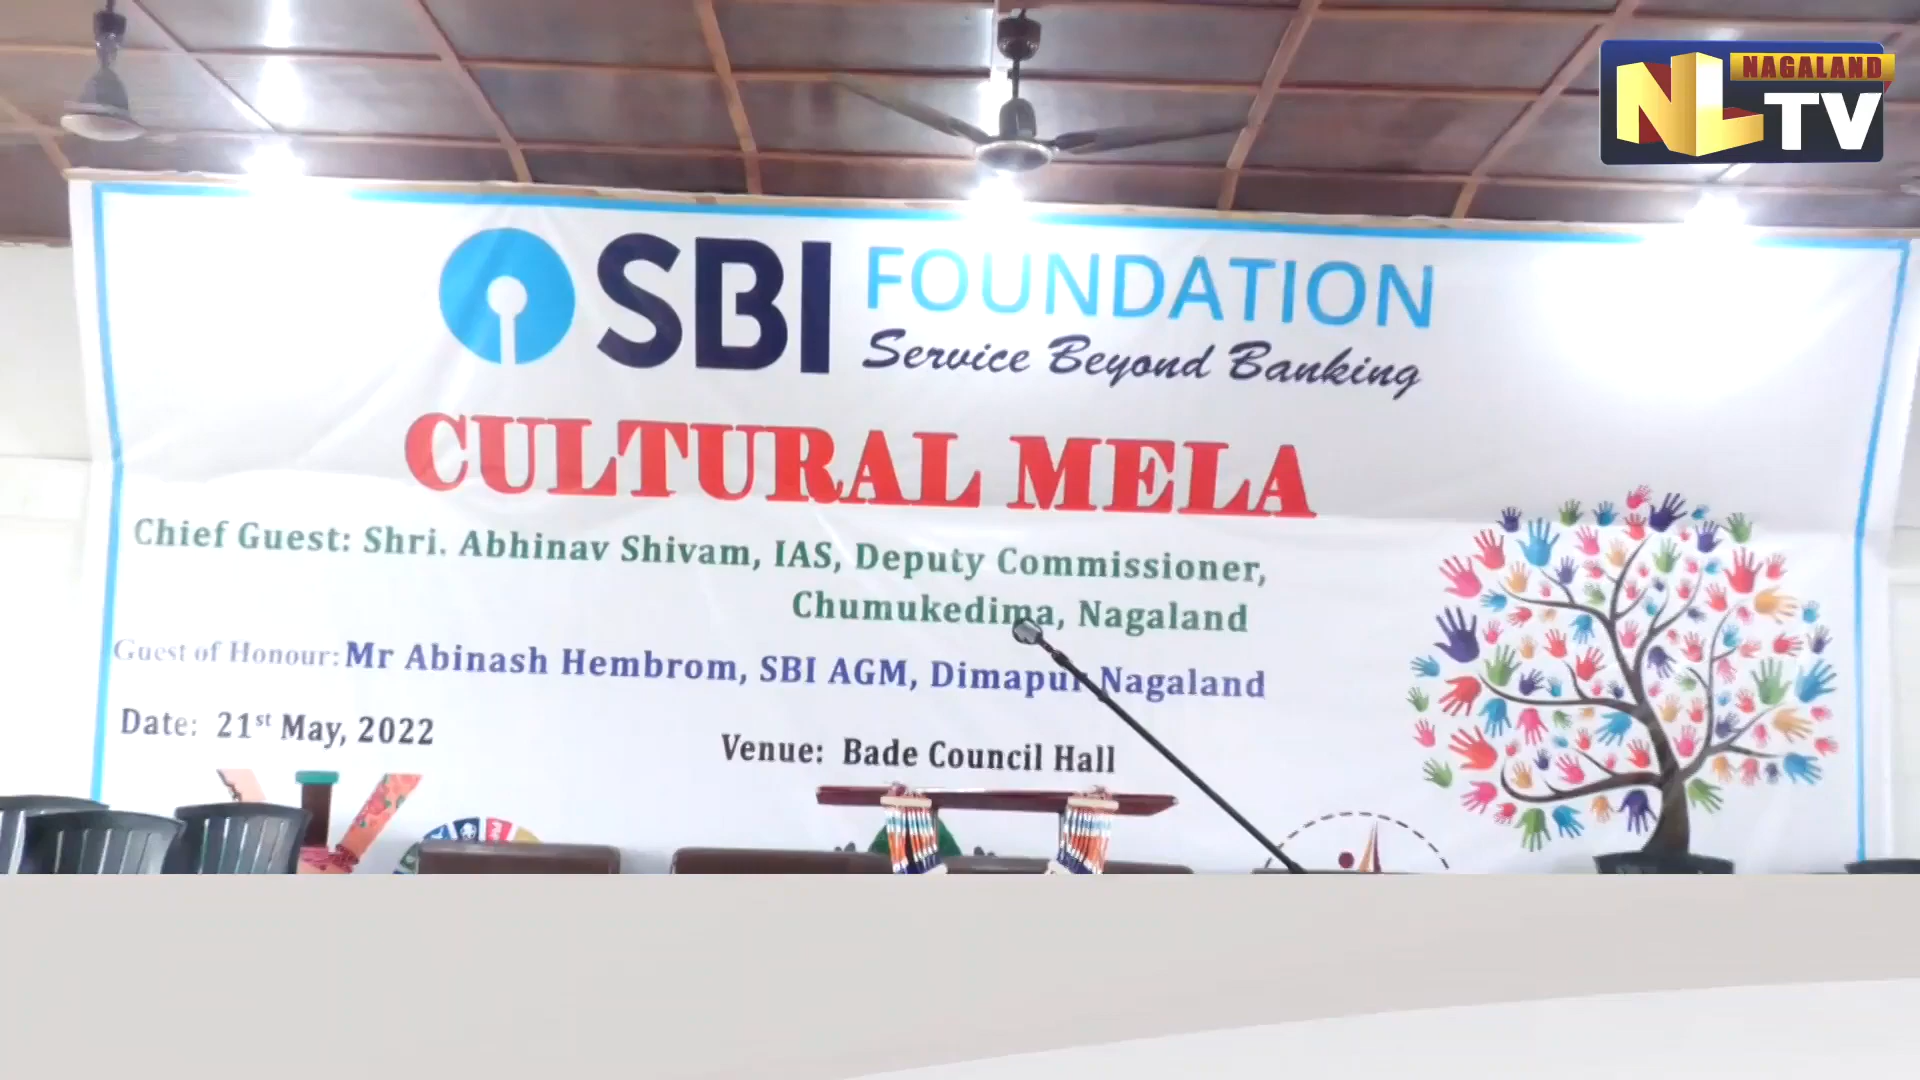 NAGALAND
NL TV
SBI FOUNDATION
Service Beyond Banking
CULTURAL MELA
Chief Guest: Shri. Abhinav Shivam, IAS, Deputy Commissioner,
Chumukedima, Nagaland
Guest of Honour: Mr Abinash Hembrom, SBI AGM, Dimapur Nagaland
Date: 21st May, 2022
Venue: Bade Council Hall